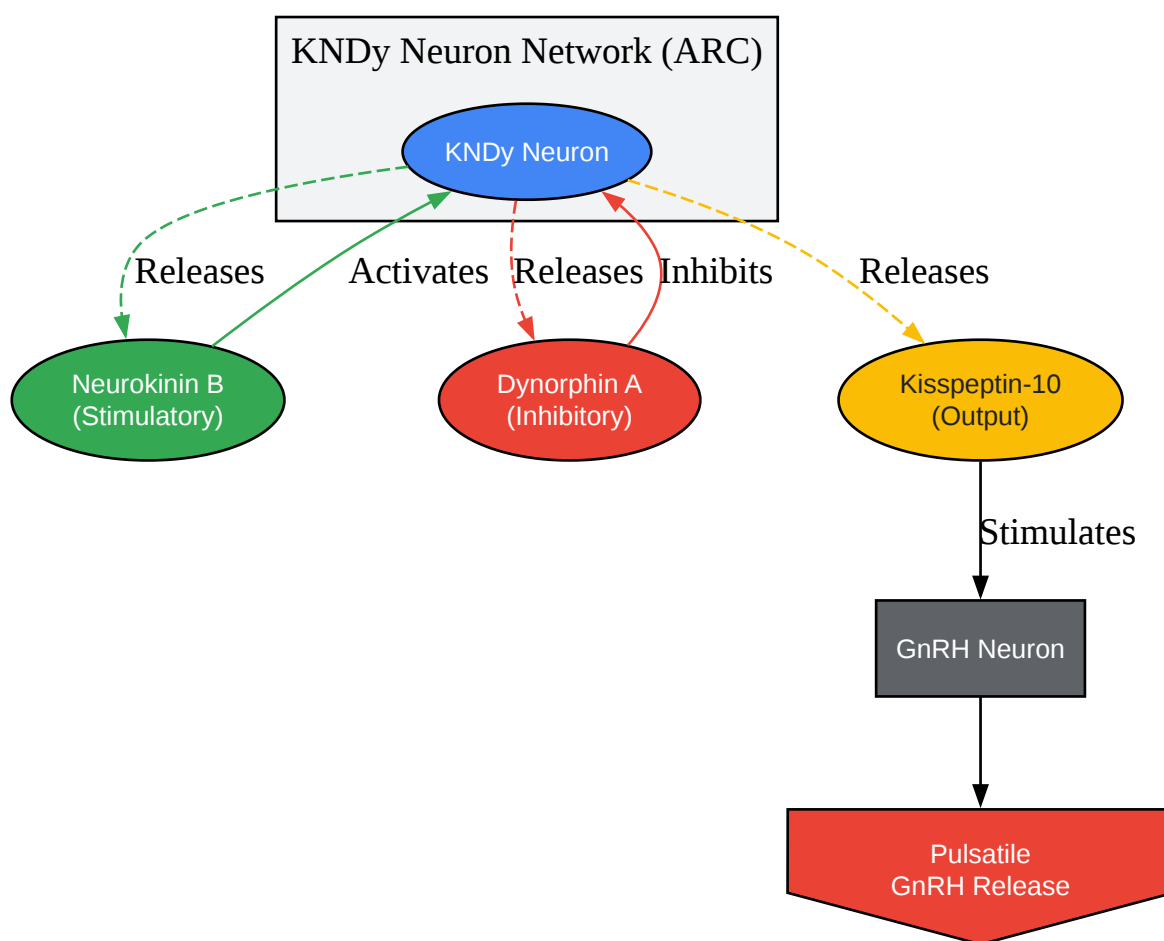 KNDy Neuron Network (ARC)
KNDy Neuron
Releases
Activates
Releases
Inhibits
Releases
Neurokinin B
(Stimulatory)
Dynorphin A
(Inhibitory)
Kisspeptin-10
(Output)
Stimulates
GnRH Neuron
Pulsatile
GnRH Release